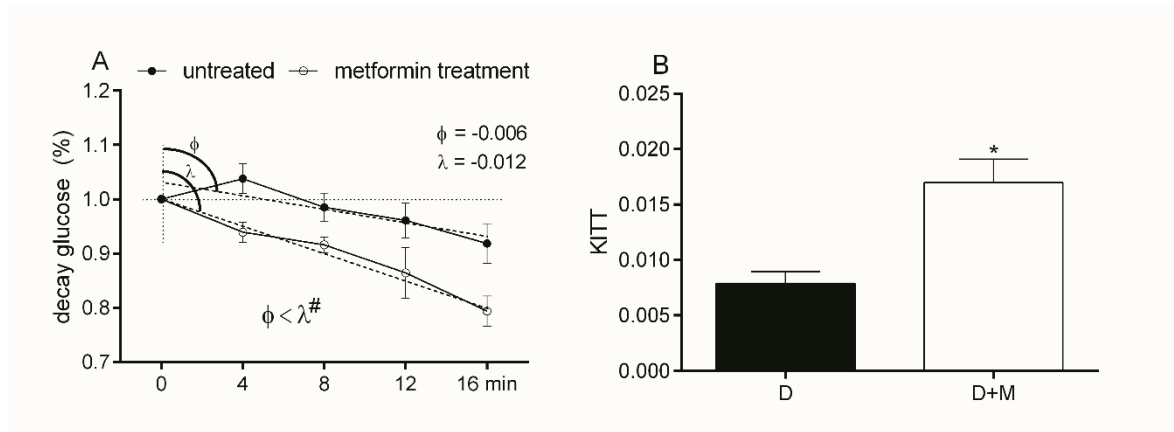 A
untreated metformin treatment
1.2
1.1
1.0
0.9
0.8
0.7
decay glucose (%)
ϕ
λ
ϕ = -0.006
λ = -0.012
ϕ < λ#
0 4 8 12 16 min
B
0.025
0.020
0.015
0.010
0.005
0.000
KITT
*
D D+M